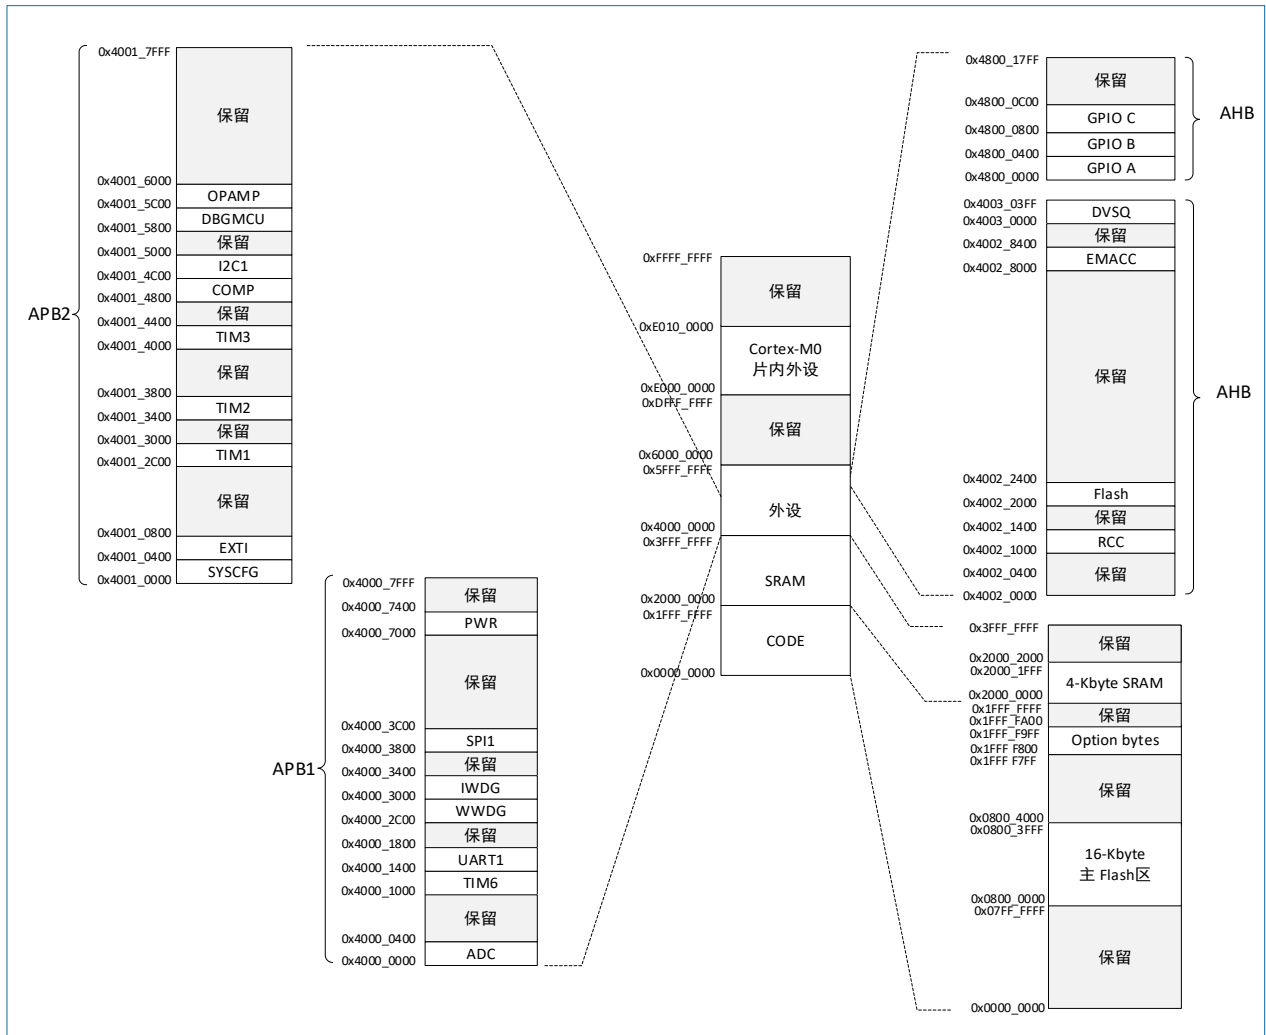 0x4001_7FFF
保留
0x4001_6000
OPAMP
0x4001_5C00
DBGMCU
0x4001_5800
保留
0x4001_5000
I2C1
0x4001_4C00
COMP
0x4001_4800
保留
0x4001_4400
TIM3
0x4001_4000
保留
0x4001_3800
TIM2
0x4001_3400
保留
0x4001_3000
TIM1
0x4001_2C00
保留
0x4001_0800
EXTI
0x4001_0400
SYSCFG
0x4001_0000
APB2
0x4000_7FFF
保留
0x4000_7400
PWR
0x4000_7000
保留
0x4000_3C00
SPI1
0x4000_3800
保留
0x4000_3400
IWDG
0x4000_3000
WWDG
0x4000_2C00
保留
0x4000_1800
UART1
0x4000_1400
TIM6
0x4000_1000
保留
0x4000_0400
ADC
0x4000_0000
APB1
0xFFFF_FFFF
保留
0xE010_0000
Cortex-M0
片内外设
0xE000_0000
0xDFFF_FFFF
保留
0x6000_0000
0x5FFF_FFFF
外设
0x4000_0000
0x3FFF_FFFF
SRAM
0x2000_0000
0x1FFF_FFFF
CODE
0x0000_0000
0x4800_17FF
保留
0x4800_0C00
GPIO C
0x4800_0800
GPIO B
0x4800_0400
GPIO A
0x4800_0000
AHB
0x4003_03FF
DVSQ
0x4003_0000
保留
0x4002_8400
EMACC
0x4002_8000
保留
0x4002_2400
Flash
0x4002_2000
保留
0x4002_1400
RCC
0x4002_1000
0x4002_0400
保留
0x4002_0000
AHB
0x3FFF_FFFF
保留
0x2000_2000
0x2000_1FFF
4-Kbyte SRAM
0x2000_0000
0x1FFF_FFFF
保留
0x1FFF_FA00
0x1FFF_F9FF
Option bytes
0x1FFF F800
0x1FFF F7FF
保留
0x0800_4000
0x0800_3FFF
16-Kbyte
主 Flash区
0x0800_0000
0x07FF_FFFF
保留
0x0000_0000